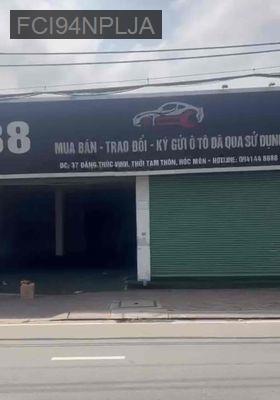 FCI94NPLJA
38
MUA BÁN - TRAO ĐỔI - KÝ GỬI Ô TÔ ĐÃ QUA SỬ DỤNG
ĐC: 37 ĐẶNG THÚC VỊNH, THỚI TAM THÔN, HÓC MÔN - HOTLINE: 094144 8888